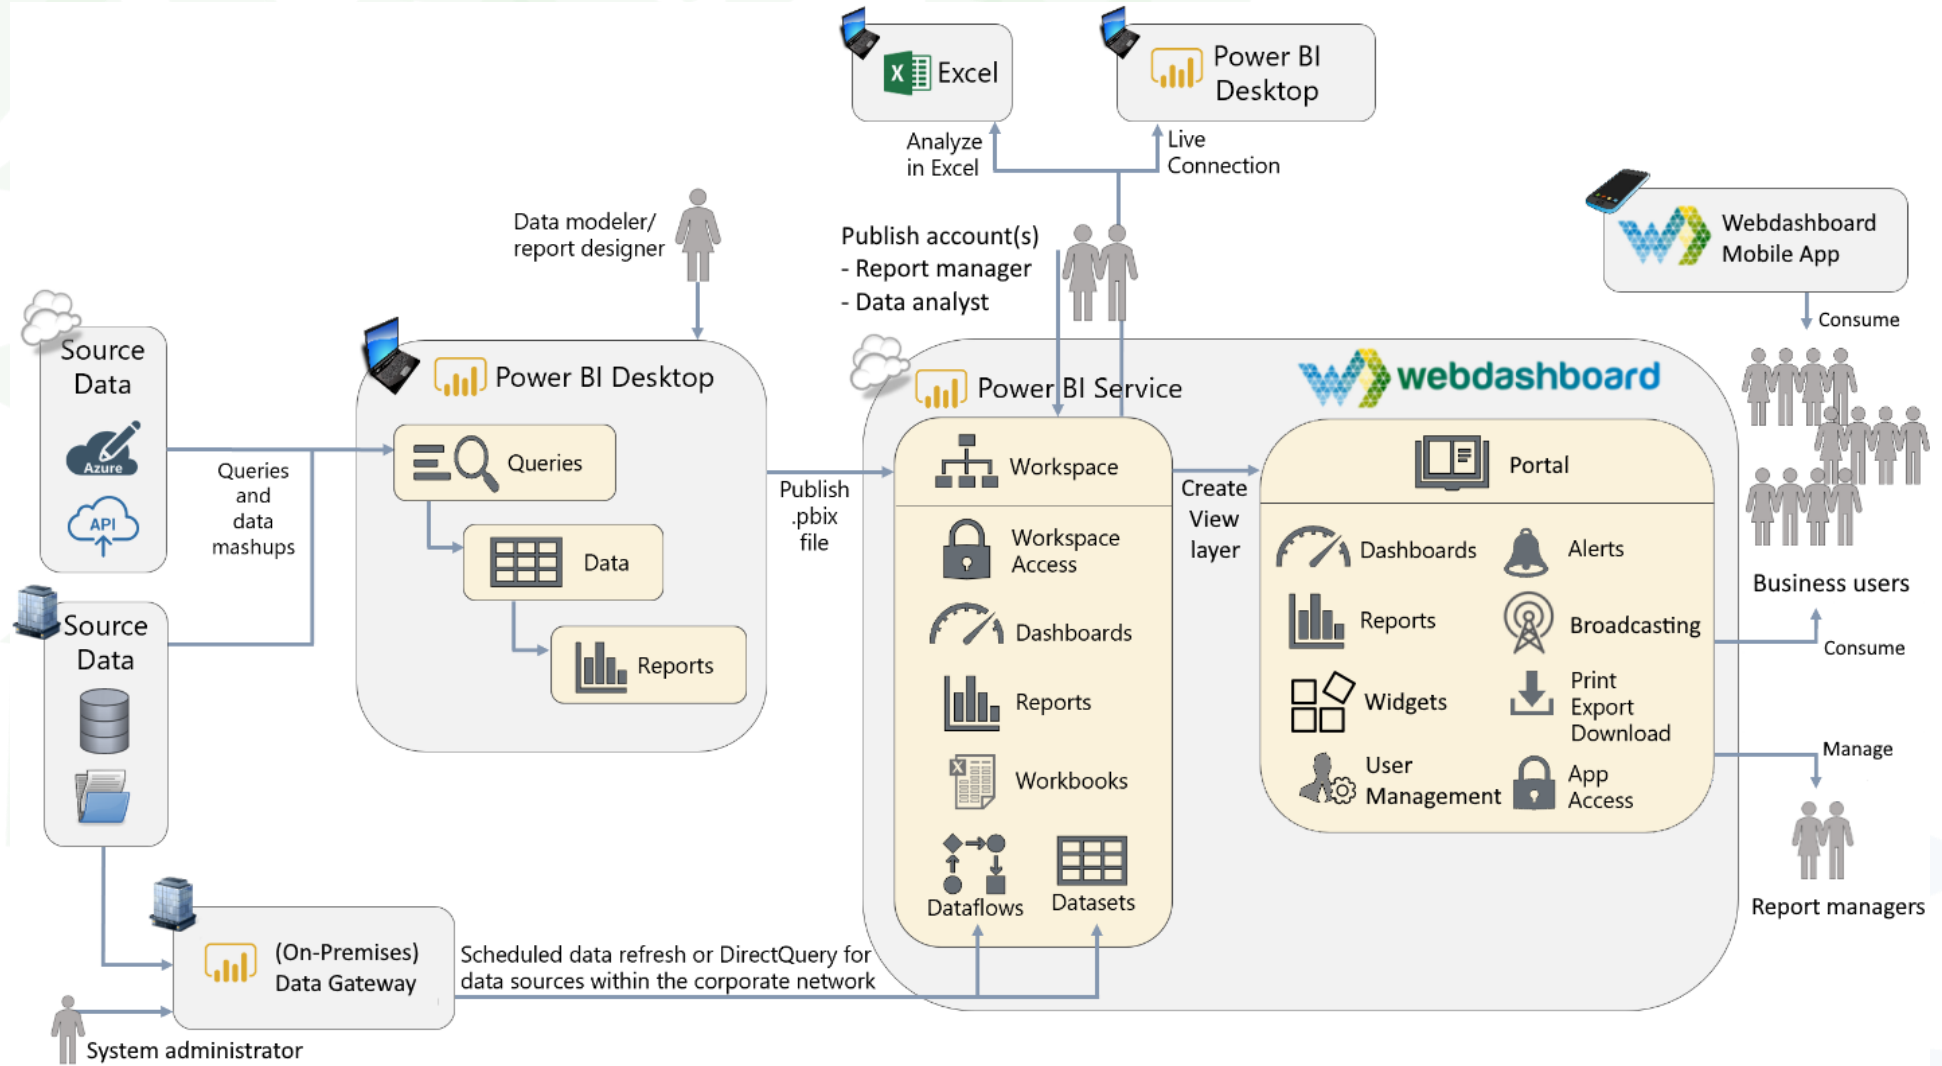 Excel
Power BI
Desktop
Analyze
in Excel
Live
Connection
Data modeler/
report designer
Publish account(s)
- Report manager
- Data analyst
Webdashboard
Mobile App
Consume
Source
Data
Azure
API
Queries
and
data
mashups
Source
Data
Power BI Desktop
Queries
Data
Reports
Publish
.pbix
file
Power BI Service
Workspace
Workspace
Access
Dashboards
Reports
Workbooks
Dataflows
Datasets
Create
View
layer
webdashboard
Portal
Dashboards
Alerts
Reports
Broadcasting
Widgets
Print
Export
Download
User
Management
App
Access
Business users
Consume
Manage
Report managers
(On-Premises)
Data Gateway
Scheduled data refresh or DirectQuery for
data sources within the corporate network
System administrator